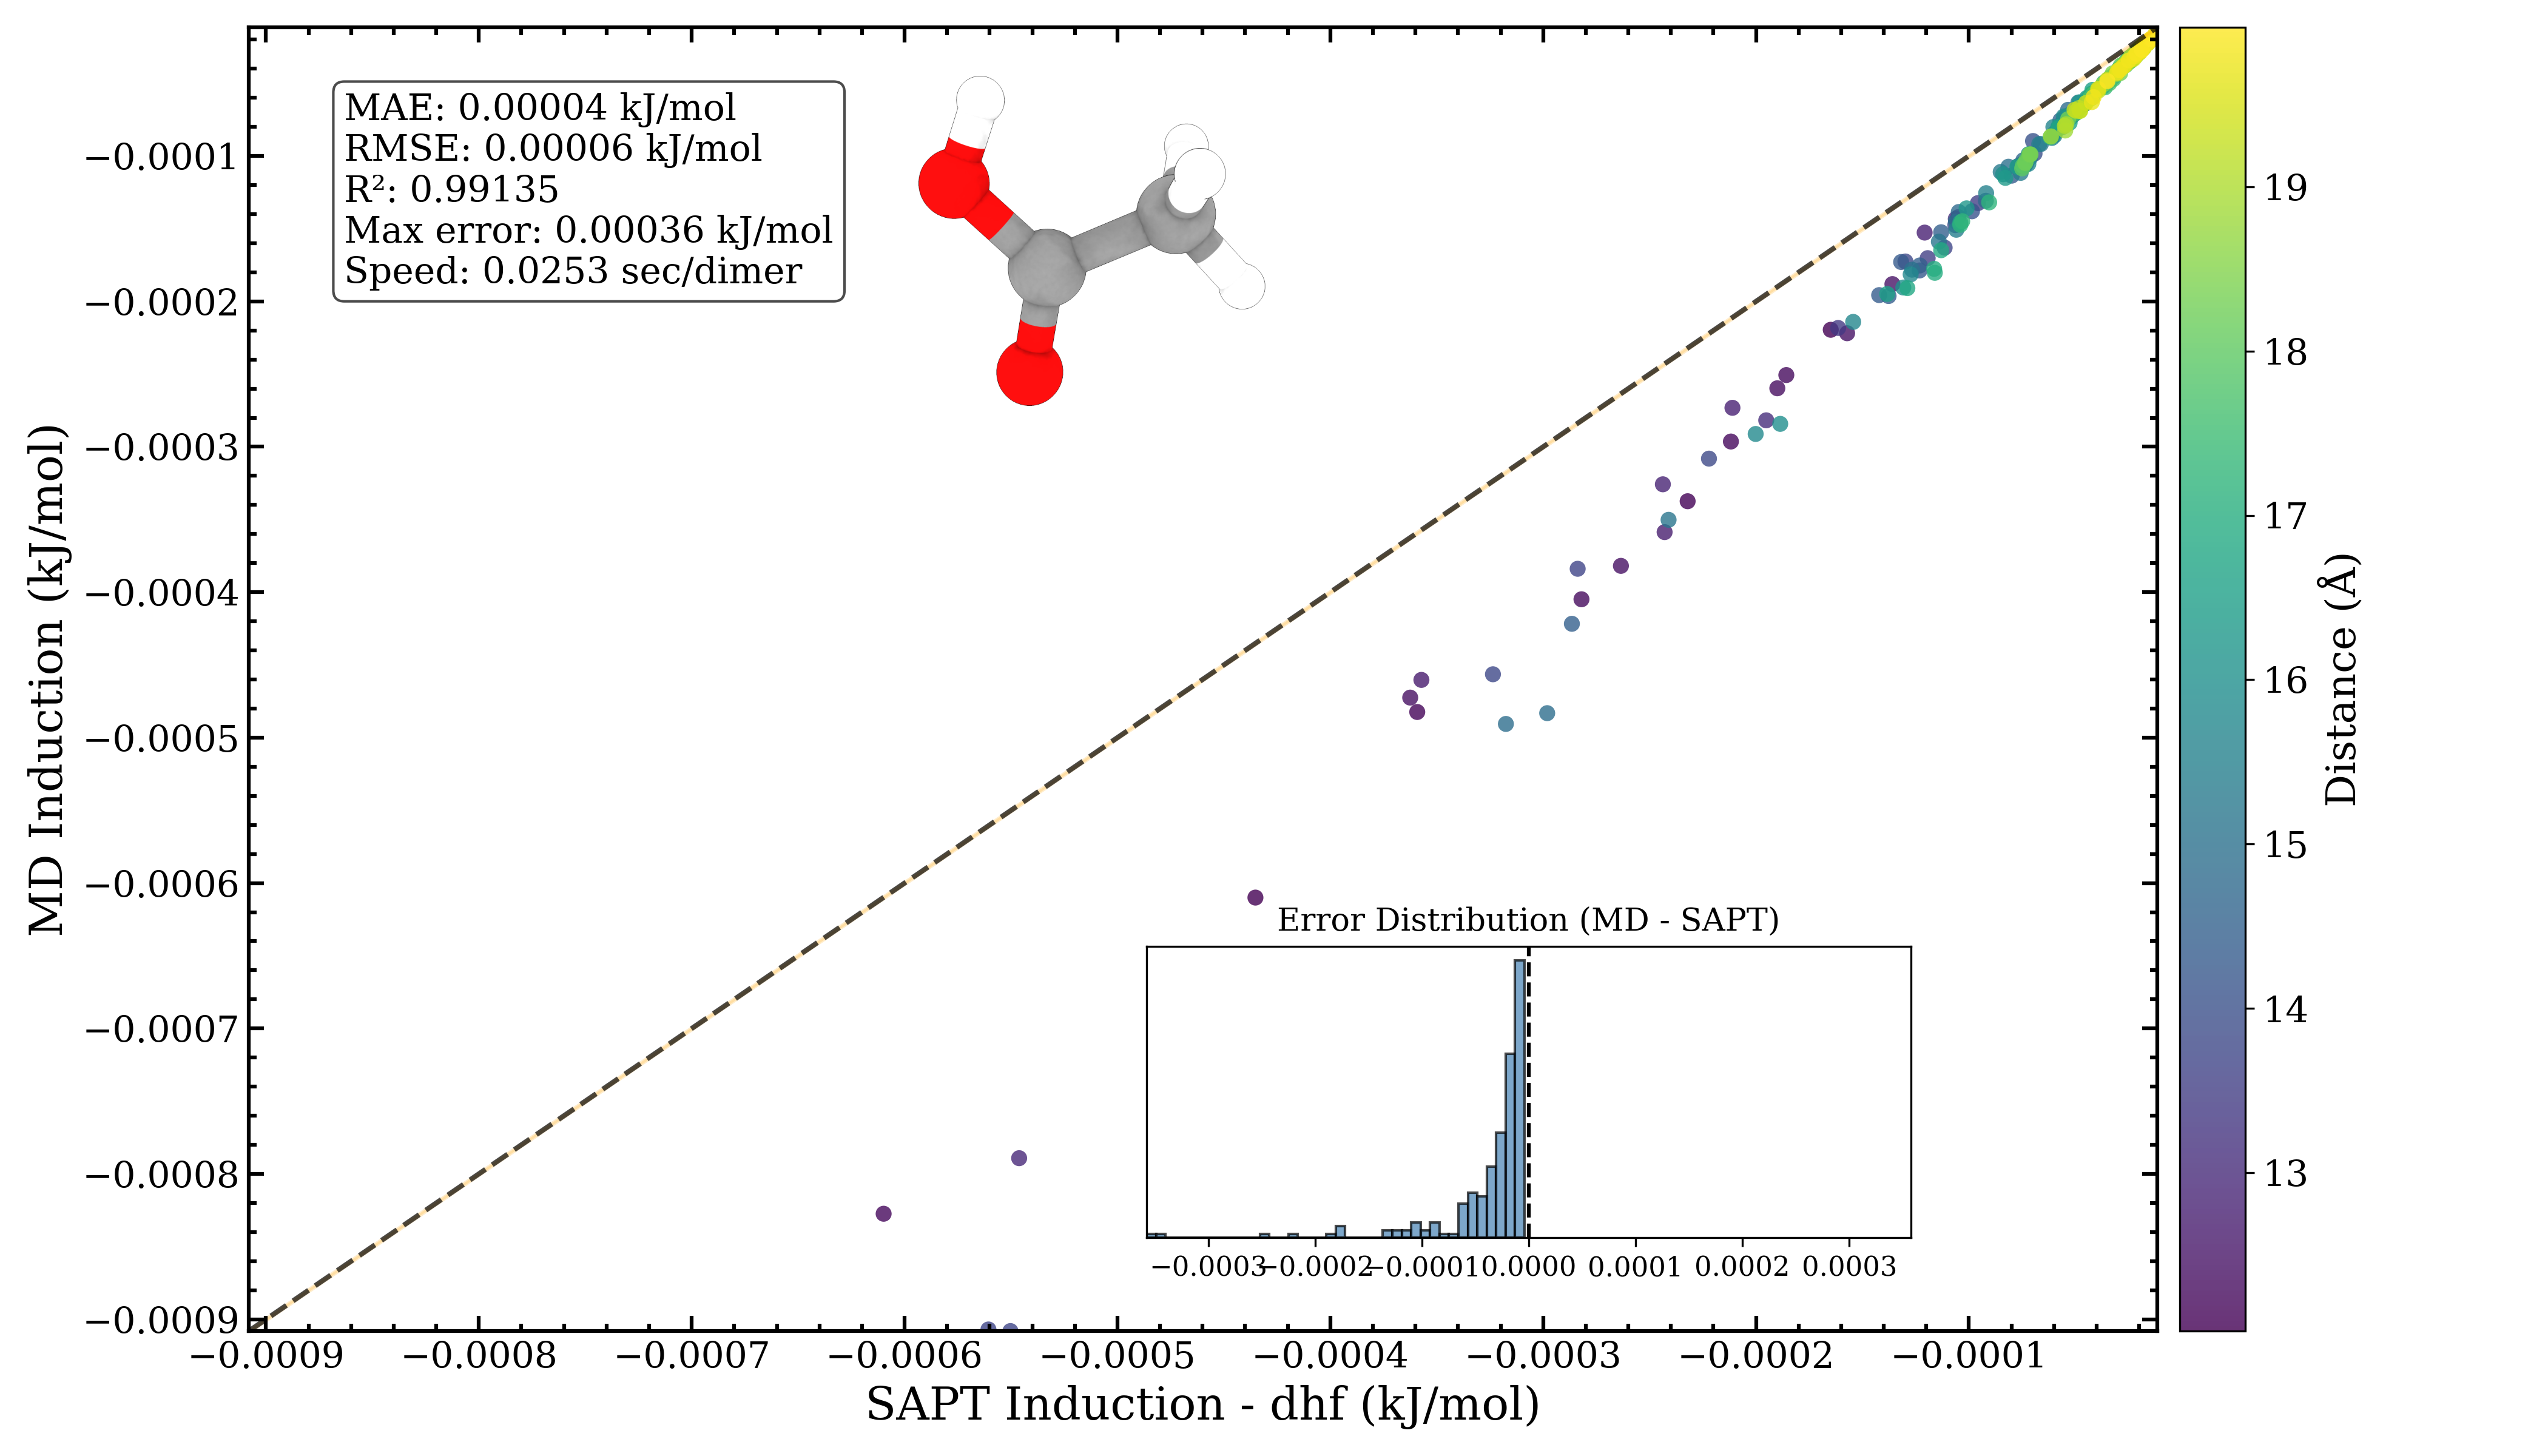 MAE: 0.00004 kJ/mol
RMSE: 0.00006 kJ/mol
R²: 0.99135
Max error: 0.00036 kJ/mol
Speed: 0.0253 sec/dimer
MD Induction (kJ/mol)
−0.0001
−0.0002
−0.0003
−0.0004
−0.0005
−0.0006
−0.0007
−0.0008
−0.0009
Error Distribution (MD - SAPT)
−0.0003 −0.0002 −0.0001 0.0000 0.0001 0.0002 0.0003
−0.0009 −0.0008 −0.0007 −0.0006 −0.0005 −0.0004 −0.0003 −0.0002 −0.0001
SAPT Induction - dhf (kJ/mol)
19
18
17
16
15
14
13
Distance (Å)